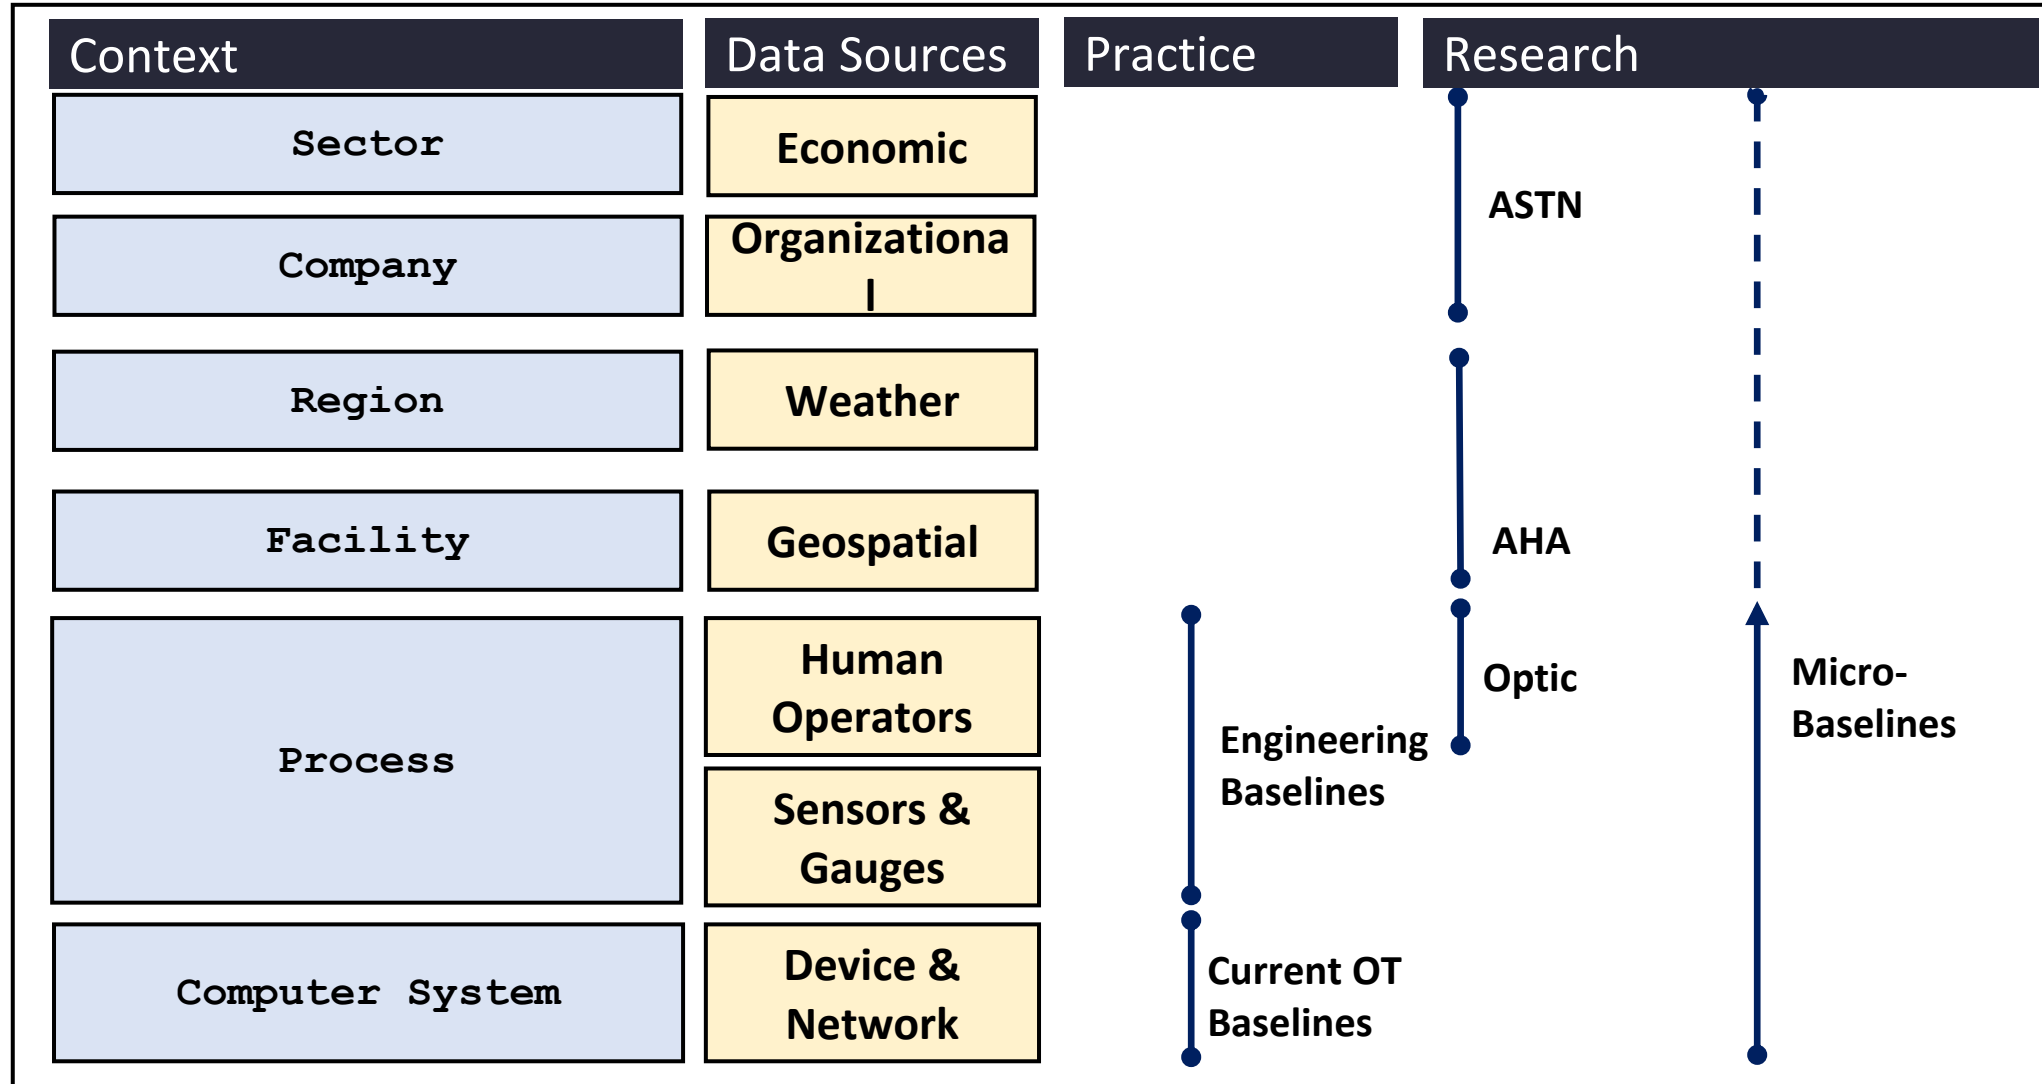 Context
Data Sources
Practice
Research
Sector
Economic
ASTN
Company
Organizationa
l
Region
Weather
Facility
Geospatial
AHA
Process
Human
Operators
Sensors &
Gauges
Engineering
Baselines
Optic
Micro-
Baselines
Computer System
Device &
Network
Current OT
Baselines